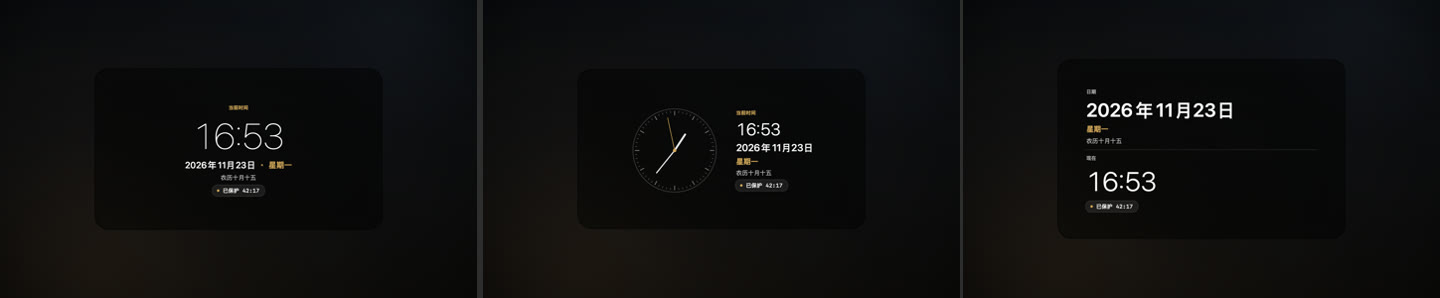 当前时间
16:53
2026年11月23日 · 星期一
农历十月十五
已保护 42:17
当前时间
16:53
2026年11月23日
星期一
农历十月十五
已保护 42:17
日期
2026年11月23日
星期一
农历十月十五
现在
16:53
已保护 42:17